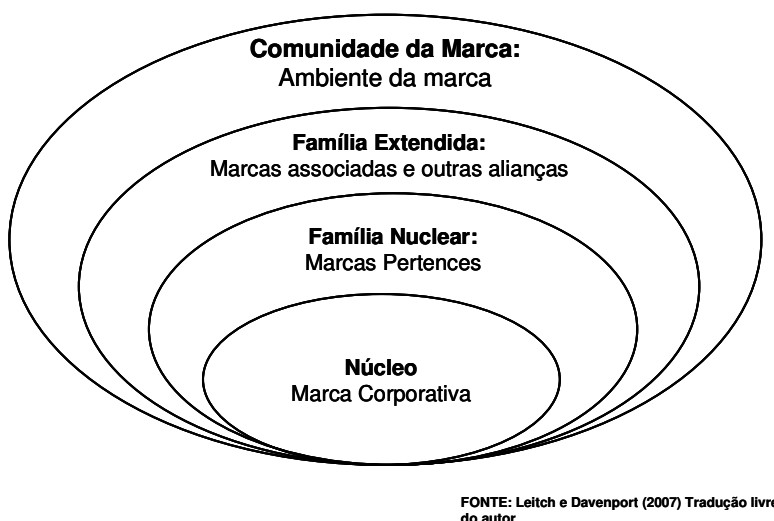 Comunidade da Marca:
Ambiente da marca
Família Extendida:
Marcas associadas e outras alianças
Família Nuclear:
Marcas Pertences
Núcleo
Marca Corporativa
FONTE: Leitch e Davenport (2007) Tradução livre
do autor